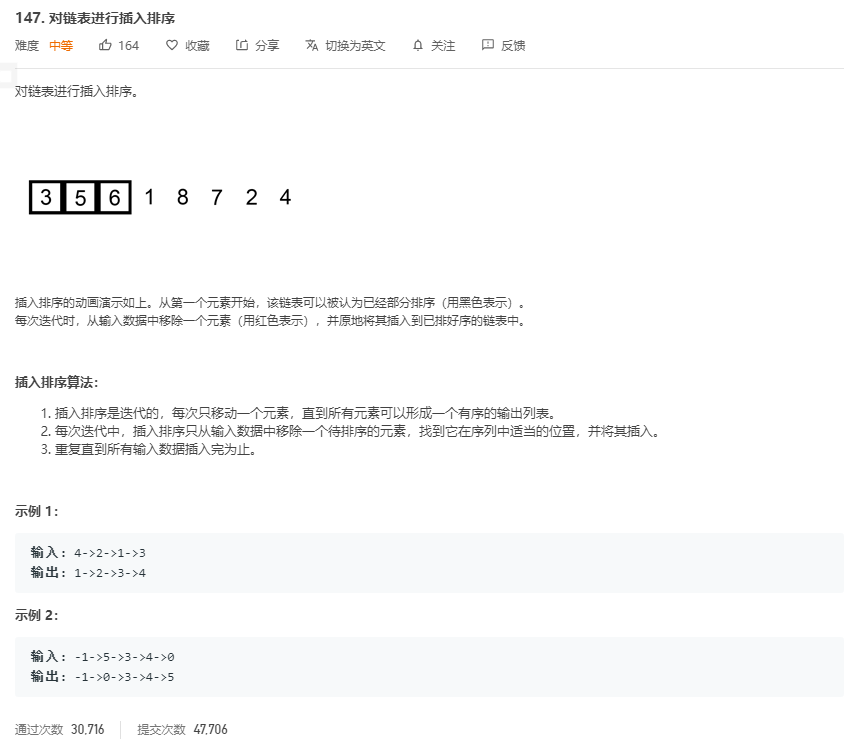 147. 对链表进行插入排序
难度 中等 164 收藏 分享 切换为英文 关注 反馈
对链表进行插入排序。
3 5 6 1 8 7 2 4
插入排序的动画演示如上。从第一个元素开始，该链表可以被认为已经部分排序（用黑色表示）。
每次迭代时，从输入数据中移除一个元素（用红色表示），并原地将其插入到已排好序的链表中。
插入排序算法：
1. 插入排序是迭代的，每次只移动一个元素，直到所有元素可以形成一个有序的输出列表。
2. 每次迭代中，插入排序只从输入数据中移除一个待排序的元素，找到它在序列中适当的位置，并将其插入。
3. 重复直到所有输入数据插入完为止。
示例 1：
输入: 4->2->1->3
输出: 1->2->3->4
示例 2：
输入: -1->5->3->4->0
输出: -1->0->3->4->5
通过次数 30,716 提交次数 47,706